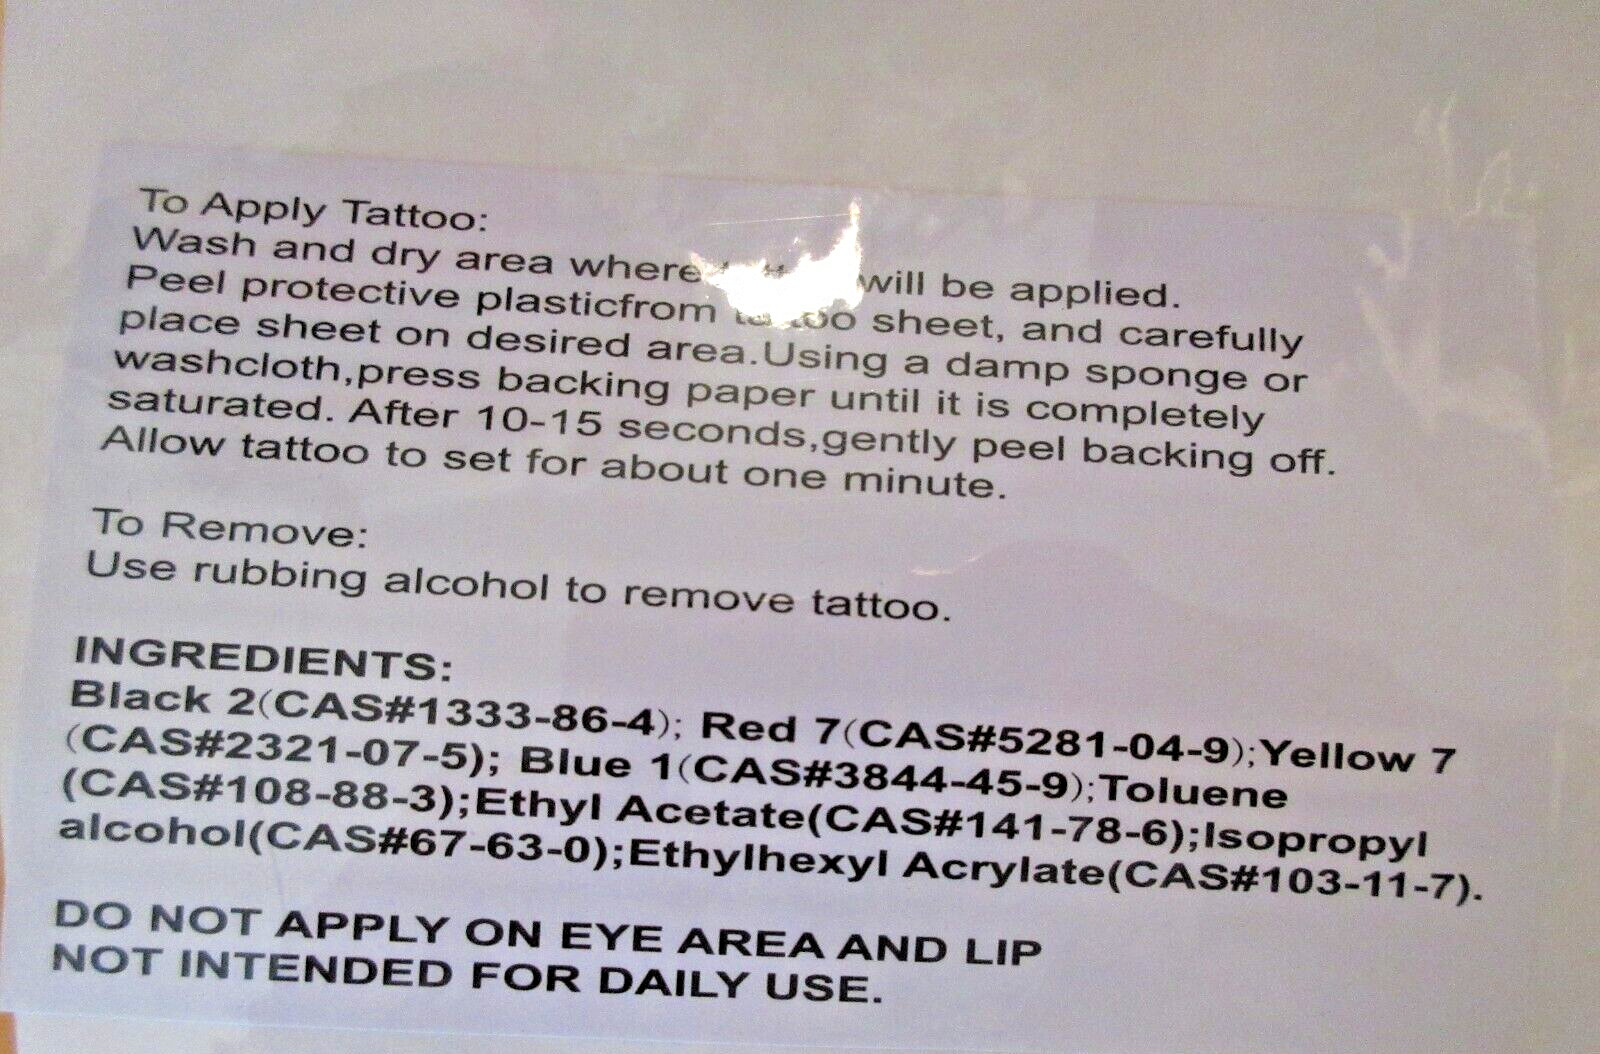 To Apply Tattoo:
Wash and dry area where will be applied.
Peel protective plasticfrom tattoo sheet, and carefully
place sheet on desired area.Using a damp sponge or
washcloth,press backing paper until it is completely
saturated. After 10-15 seconds,gently peel backing off.
Allow tattoo to set for about one minute.
To Remove:
Use rubbing alcohol to remove tattoo.
INGREDIENTS:
Black 2(CAS#1333-86-4); Red 7(CAS#5281-04-9);Yellow 7
(CAS#2321-07-5); Blue 1(CAS#3844-45-9);Toluene
(CAS#108-88-3);Ethyl Acetate(CAS#141-78-6);Isopropyl
alcohol(CAS#67-63-0);Ethylhexyl Acrylate(CAS#103-11-7).
DO NOT APPLY ON EYE AREA AND LIP
NOT INTENDED FOR DAILY USE.